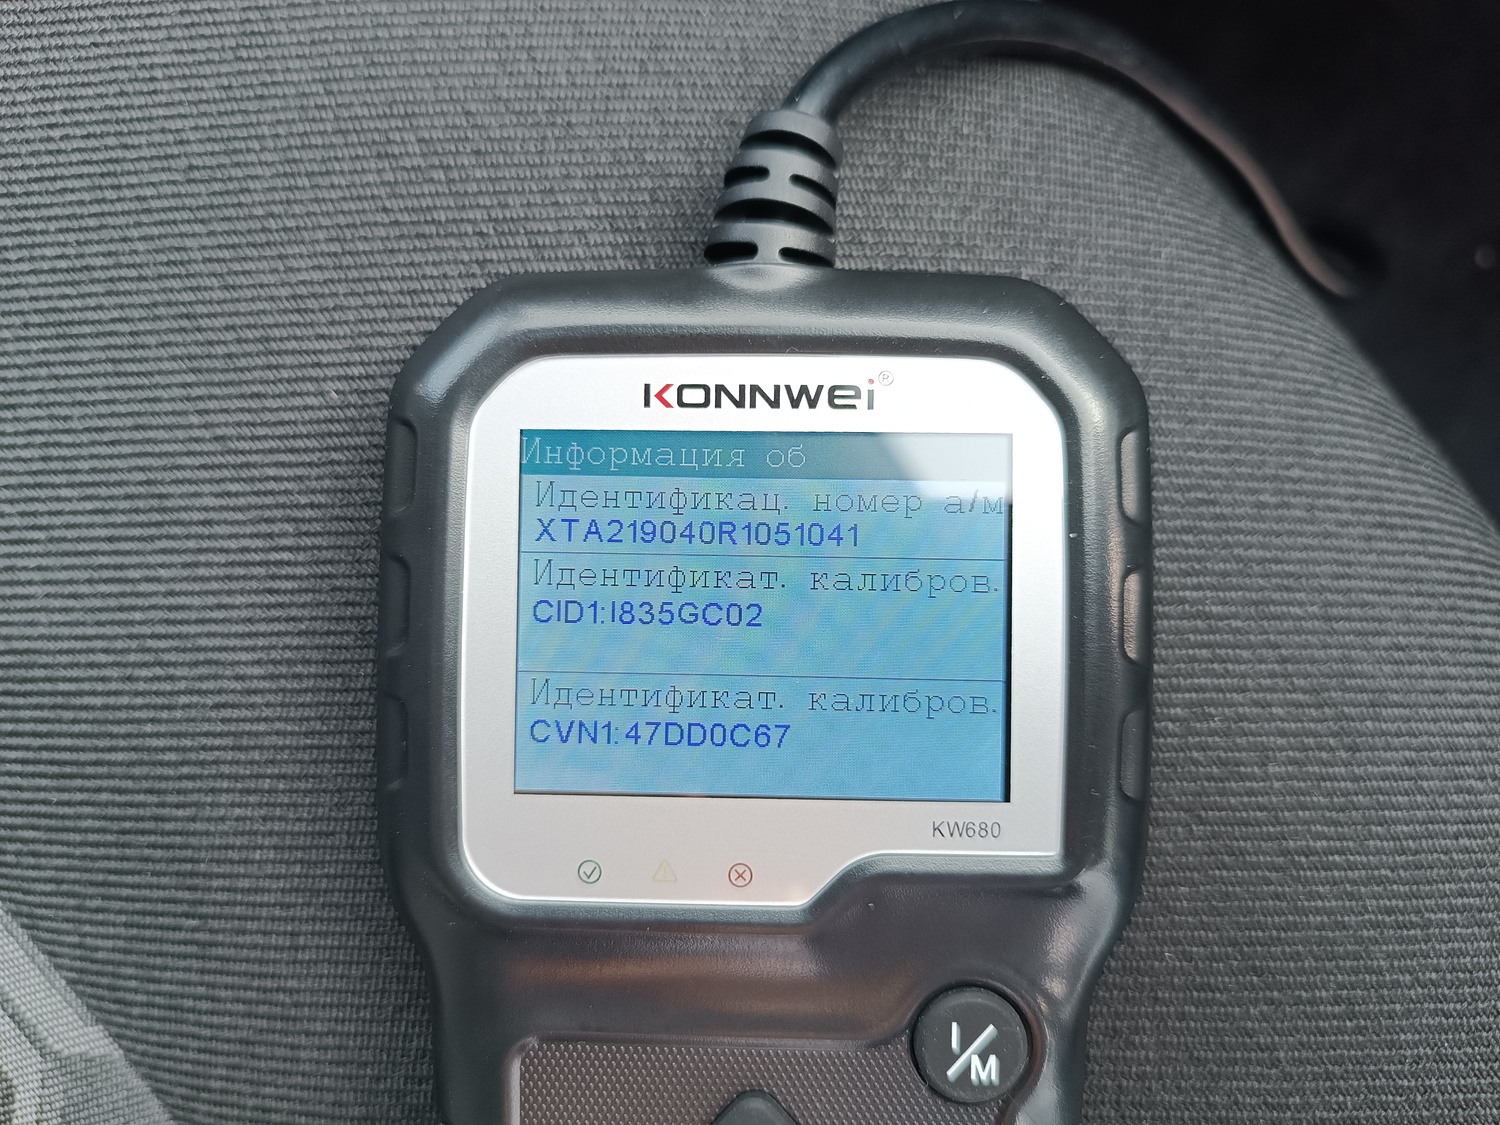 KONNWEI®
Информация об
Идентификац. номер а/м
XTA219040R1051041
Идентификат. калибров.
CID1:I835GC02
Идентификат. калибров.
CVN1:47DD0C67
KW680
I/M